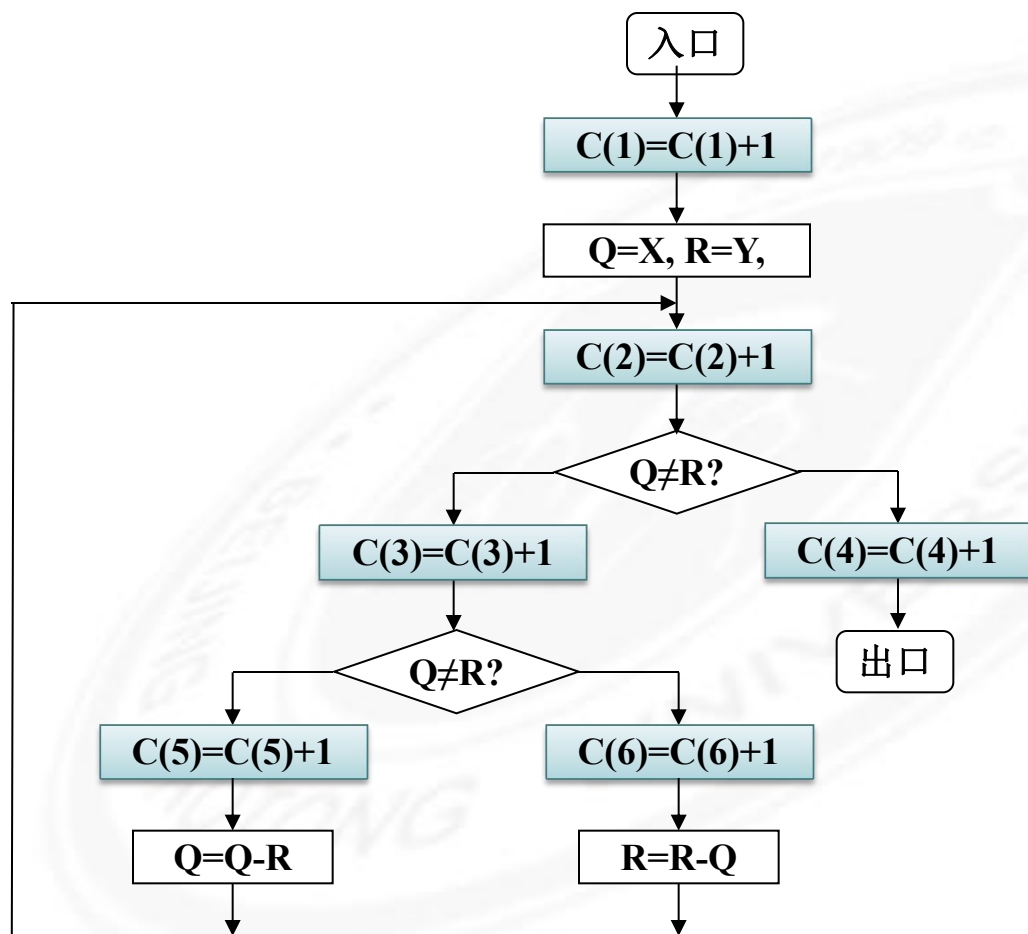 入口
C(1)=C(1)+1
Q=X, R=Y,
C(2)=C(2)+1
Q≠R?
C(3)=C(3)+1
C(4)=C(4)+1
Q≠R?
出口
C(5)=C(5)+1
C(6)=C(6)+1
Q=Q-R
R=R-Q